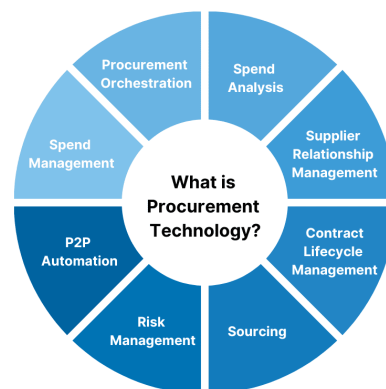 What is
Procurement
Technology?
Spend
Analysis
Supplier
Relationship
Management
Contract
Lifecycle
Management
Sourcing
Risk
Management
P2P
Automation
Spend
Management
Procurement
Orchestration